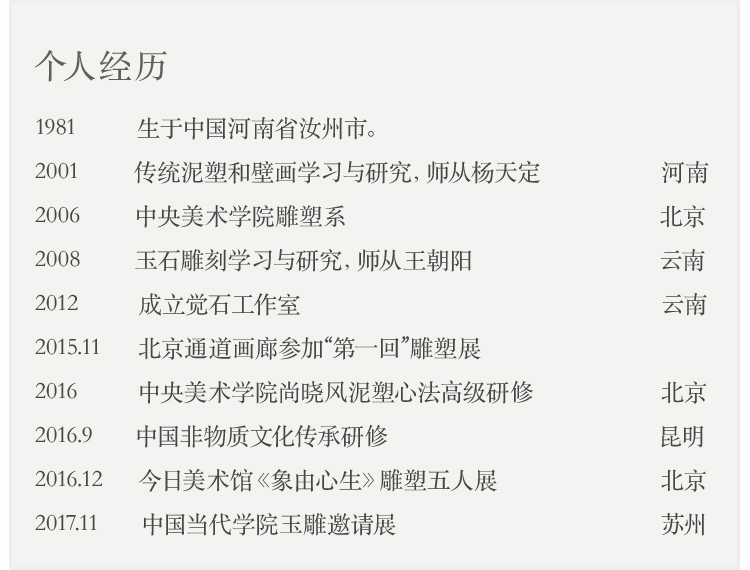 个人经历
1981 生于中国河南省汝州市。
2001 传统泥塑和壁画学习与研究, 师从杨天定 河南
2006 中央美术学院雕塑系 北京
2008 玉石雕刻学习与研究, 师从王朝阳 云南
2012 成立觉石工作室 云南
2015.11 北京通道画廊参加“第一回”雕塑展
2016 中央美术学院尚晓风泥塑心法高级研修 北京
2016.9 中国非物质文化传承研修 昆明
2016.12 今日美术馆《象由心生》雕塑五人展 北京
2017.11 中国当代学院玉雕邀请展 苏州